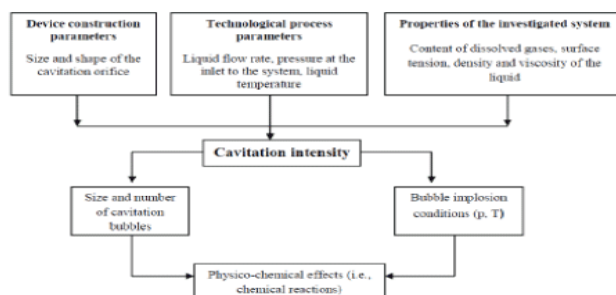 Device construction
parameters
Size and shape of the
cavitation orifice
Technological process
parameters
Liquid flow rate, pressure at the
inlet to the system, liquid
temperature
Properties of the investigated system
Content of dissolved gases, surface
tension, density and viscosity of the
liquid
Cavitation intensity
Size and number
of cavitation
bubbles
Bubble implosion
conditions (p, T)
Physico-chemical effects (i.e.,
chemical reactions)